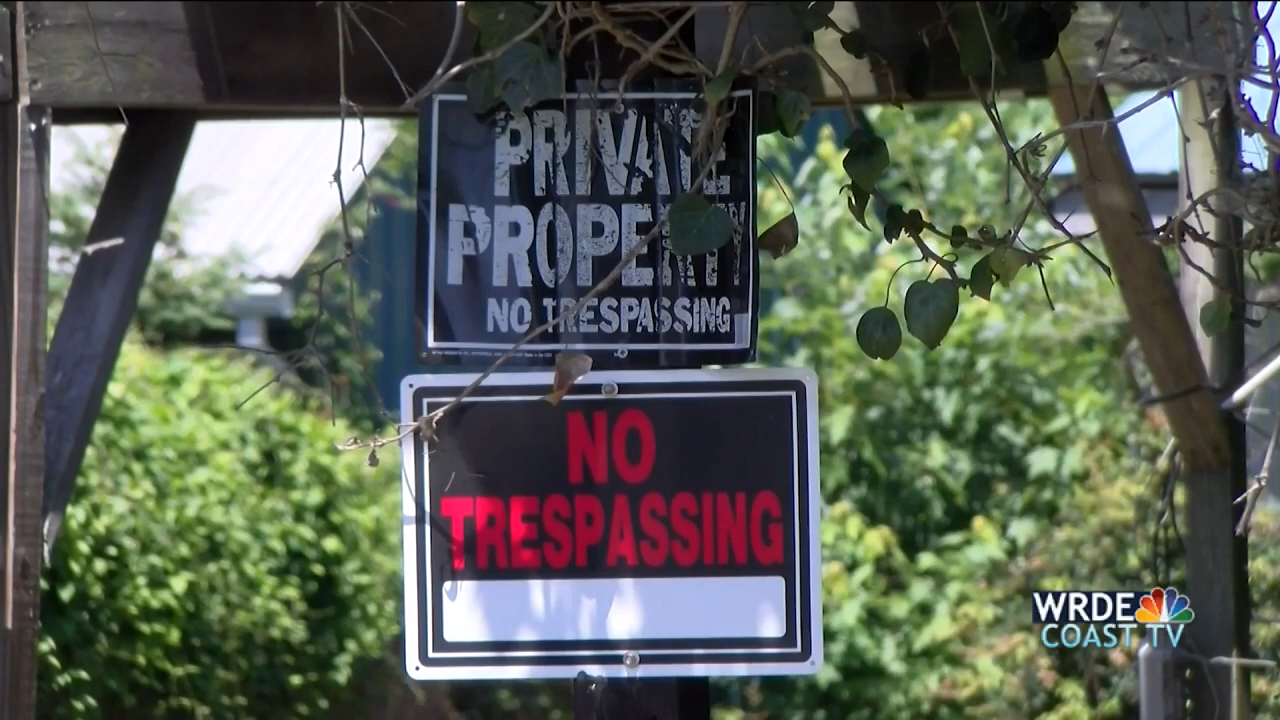 PRIVATE
PROPERTY
NO TRESPASSING
NO
TRESPASSING
WRDE
COAST TV